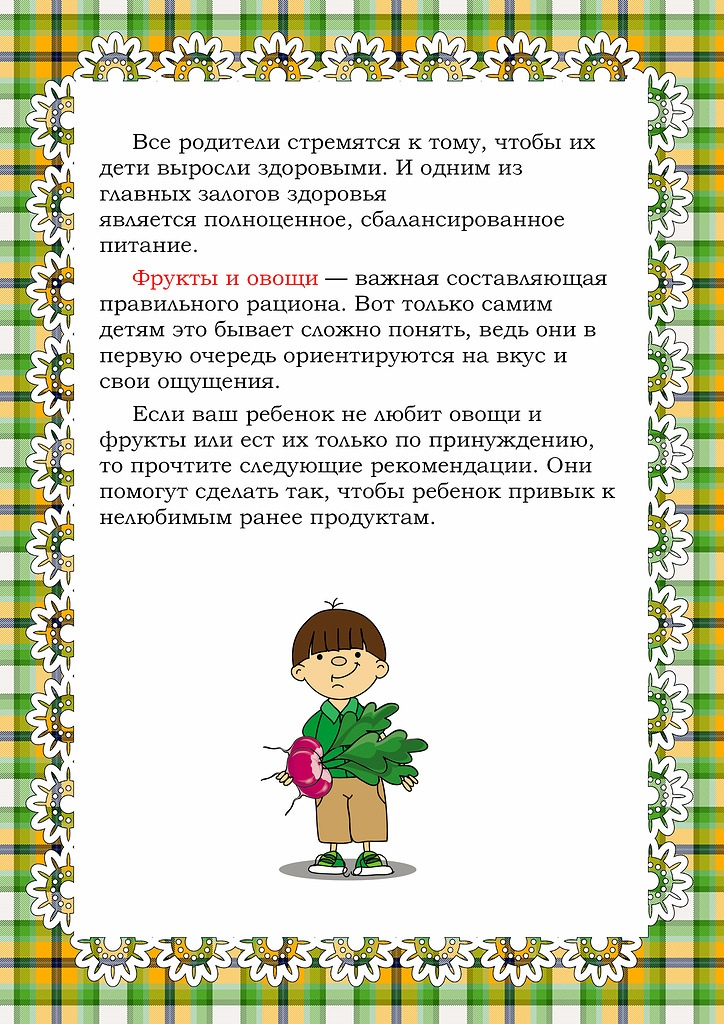 Все родители стремятся к тому, чтобы их
дети выросли здоровыми. И одним из
главных залогов здоровья
является полноценное, сбалансированное
питание.
Фрукты и овощи — важная составляющая
правильного рациона. Вот только самим
детям это бывает сложно понять, ведь они в
первую очередь ориентируются на вкус и
свои ощущения.
Если ваш ребенок не любит овощи и
фрукты или ест их только по принуждению,
то прочтите следующие рекомендации. Они
помогут сделать так, чтобы ребенок привык к
нелюбимым ранее продуктам.